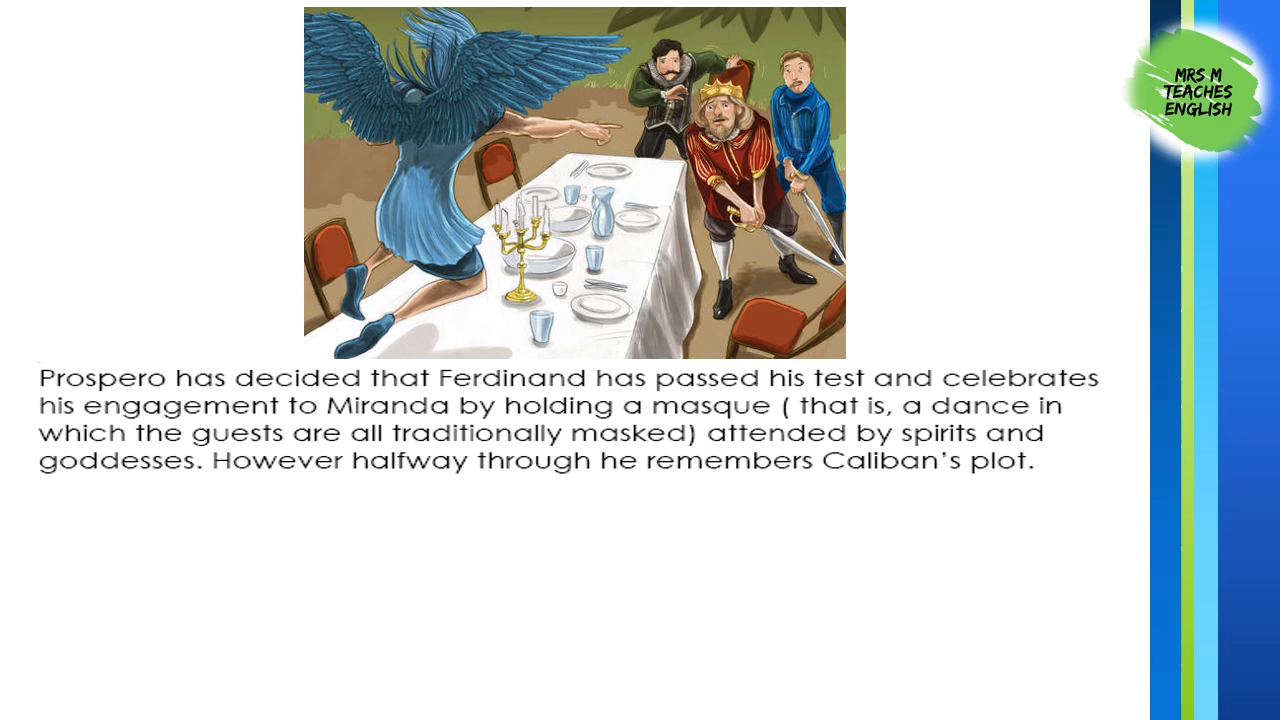 MRS M
TEACHES
ENGLISH
Prospero has decided that Ferdinand has passed his test and celebrates
his engagement to Miranda by holding a masque ( that is, a dance in
which the guests are all traditionally masked) attended by spirits and
goddesses. However halfway through he remembers Caliban’s plot.